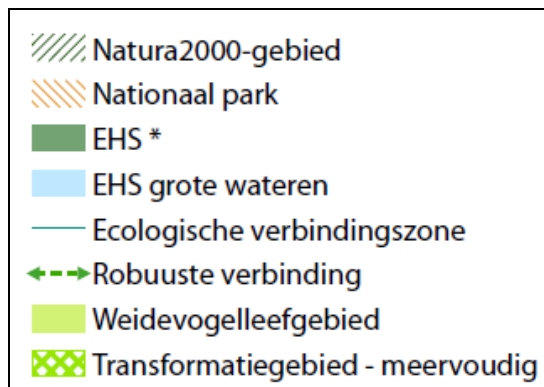 Natura2000-gebied
Nationaal park
EHS *
EHS grote wateren
Ecologische verbindingszone
Robuuste verbinding
Weidevogelleefgebied
Transformatiegebied - meervoudig